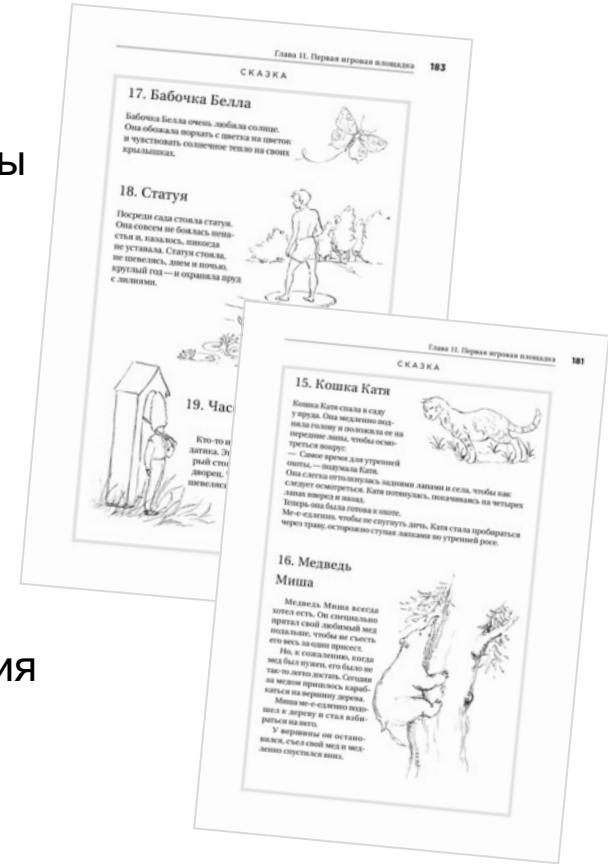 ы
ия
Глава 11. Первая игровая площадка 183
СКАЗКА
17. Бабочка Белла
Бабочка Белла очень любила солнце.
Она обожала порхать с цветка на цветок
и чувствовать солнечное тепло на своих
крылышках.
18. Статуя
Посреди сада стояла статуя.
Она совсем не боялась нена-
стья и, казалось, никогда
не уставала. Статуя стояла,
не шевелясь, днем и ночью,
круглый год — и охраняла пруд
с лилиями.
19. Час
Кто-то и
латика. Э
рый сто
дворец.
шевеляс
Глава 11. Первая игровая площадка 181
СКАЗКА
15. Кошка Катя
Кошка Катя спала в саду
у пруда. Она медленно под-
няла голову и положила ее на
передние лапы, чтобы осмо-
треться вокруг.
— Самое время для утренней
охоты, — подумала Катя.
Она слегка оттолкнулась задними лапами и села, чтобы как
следует осмотреться. Катя потянулась, покачиваясь на четырех
лапах вперед и назад.
Теперь она была готова к охоте.
Ме-е-едленно, чтобы не спугнуть дичь, Катя стала пробираться
через траву, осторожно ступая лапками по утренней росе.
16. Медведь
Миша
Медведь Миша всегда
хотел есть. Он специально
прятал свой любимый мед
подальше, чтобы не съесть
его весь за один присест.
Но, к сожалению, когда
мед был нужен, его было не
так-то легко достать. Сегодня
за медом пришлось караб-
каться на вершину дерева.
Миша ме-е-едленно подо-
шел к дереву и стал взби-
раться на него.
У вершины он остано-
вился, съел свой мед и мед-
ленно спустился вниз.